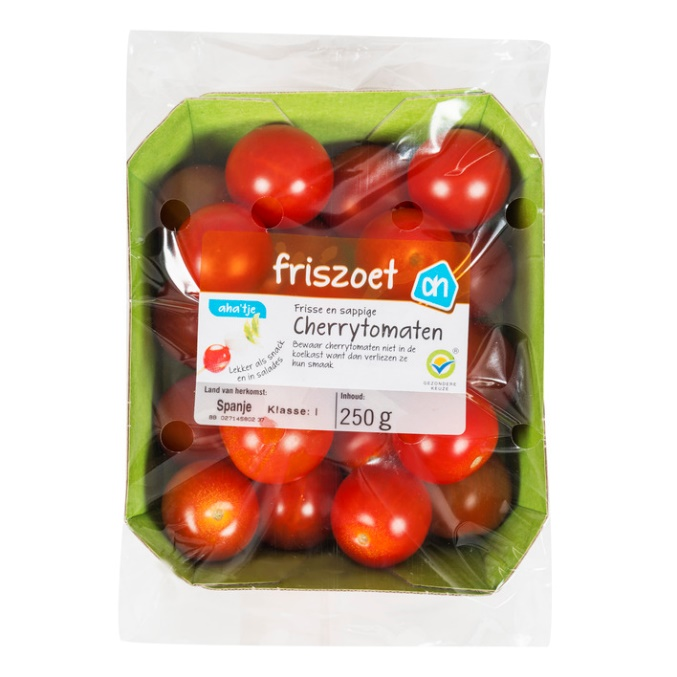 friszoet
ah
aha'tje
Frisse en sappige
Cherrytomaten
Bewaar cherrytomaten niet in de
koelkast want dan verliezen ze
hun smaak
Lekker als snack
en in salades
GEZONDERE
KEUZE
®
Land van herkomst:
Spanje Klasse: I
Inhoud:
250 g